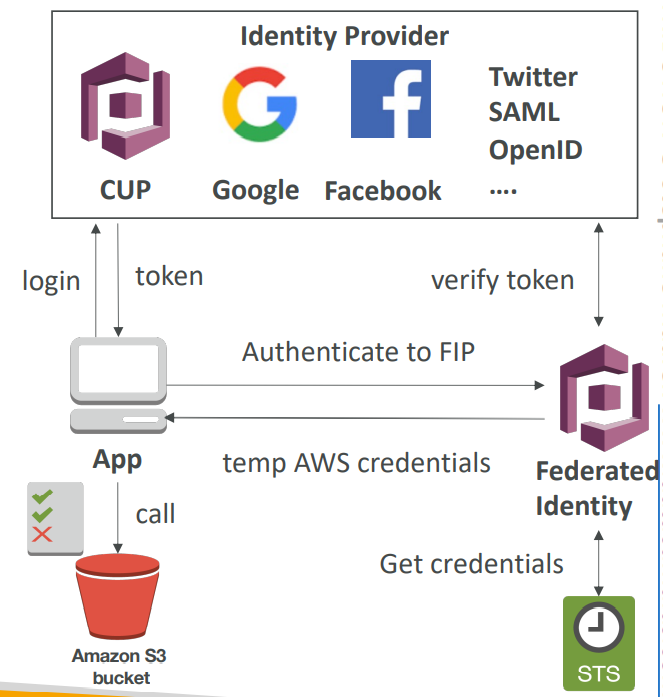 Identity Provider
Twitter
SAML
OpenID
....
CUP
Google
Facebook
login
token
verify token
Authenticate to FIP
temp AWS credentials
App
Federated
Identity
call
Get credentials
Amazon S3
bucket
STS